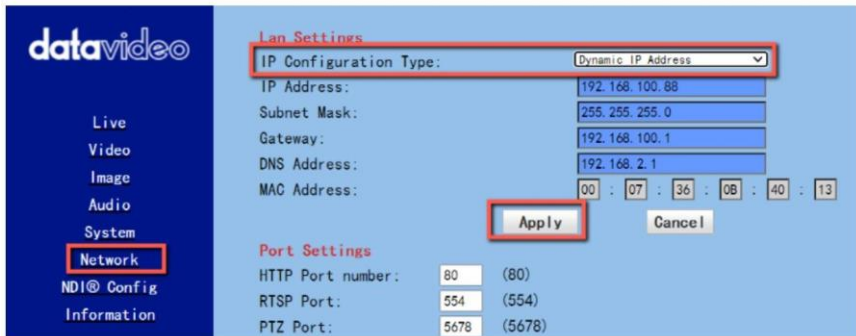 datavideo
Live
Video
Image
Audio
System
Network
NDI® Config
Information
Lan Settings
IP Configuration Type: Dynamic IP Address
IP Address: 192.168.100.88
Subnet Mask: 255.255.255.0
Gateway: 192.168.100.1
DNS Address: 192.168.2.1
MAC Address: 00 : 07 : 36 : 0B : 40 : 13
Apply Cancel
Port Settings
HTTP Port number: 80 (80)
RTSP Port: 554 (554)
PTZ Port: 5678 (5678)